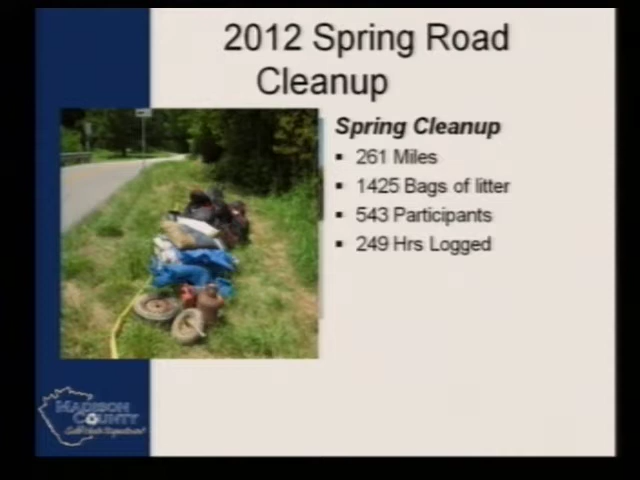 2012 Spring Road
Cleanup
Spring Cleanup
▪ 261 Miles
▪ 1425 Bags of litter
▪ 543 Participants
▪ 249 Hrs Logged
MADISON
COUNTY